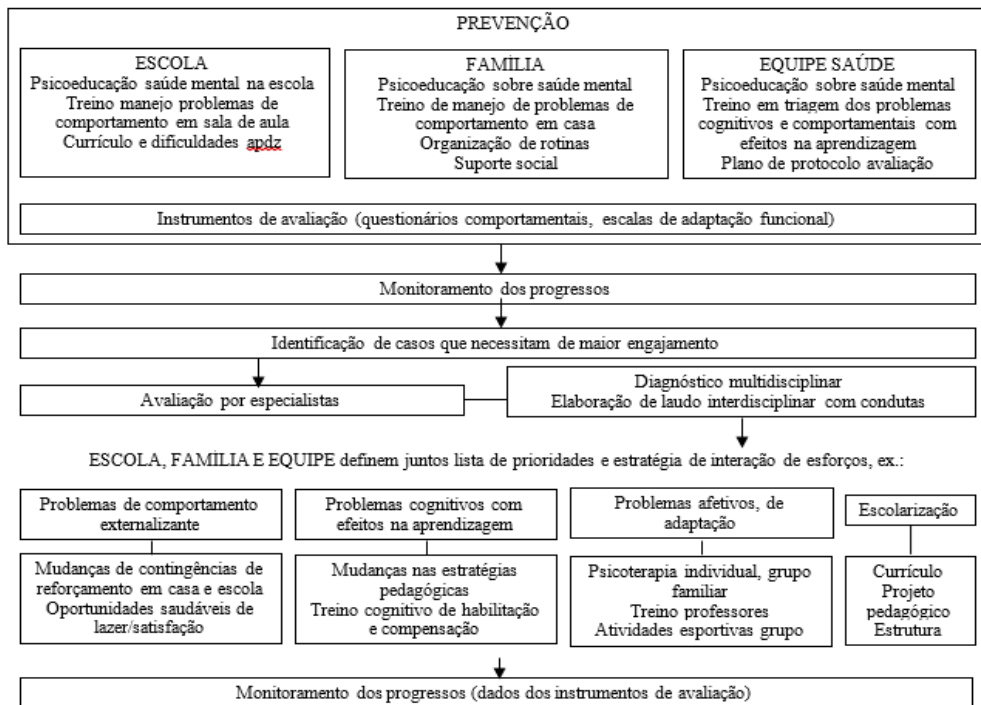 PREVENÇÃO
ESCOLA
Psicoeducação saúde mental na escola
Treino manejo problemas de
comportamento em sala de aula
Currículo e dificuldades apdz
FAMÍLIA
Psicoeducação sobre saúde mental
Treino de manejo de problemas de
comportamento em casa
Organização de rotinas
Suporte social
EQUIPE SAÚDE
Psicoeducação sobre saúde mental
Treino em triagem dos problemas
cognitivos e comportamentais com
efeitos na aprendizagem
Plano de protocolo avaliação
Instrumentos de avaliação (questionários comportamentais, escalas de adaptação funcional)
Monitoramento dos progressos
Identificação de casos que necessitam de maior engajamento
Avaliação por especialistas
Diagnóstico multidisciplinar
Elaboração de laudo interdisciplinar com condutas
ESCOLA, FAMÍLIA E EQUIPE definem juntos lista de prioridades e estratégia de interação de esforços, ex.:
Problemas de comportamento
externalizante
Mudanças de contingências de
reforçamento em casa e escola
Oportunidades saudáveis de
lazer/satisfação
Problemas cognitivos com
efeitos na aprendizagem
Mudanças nas estratégias
pedagógicas
Treino cognitivo de habilitação
e compensação
Problemas afetivos, de
adaptação
Psicoterapia individual, grupo
familiar
Treino professores
Atividades esportivas grupo
Escolarização
Currículo
Projeto
pedagógico
Estrutura
Monitoramento dos progressos (dados dos instrumentos de avaliação)